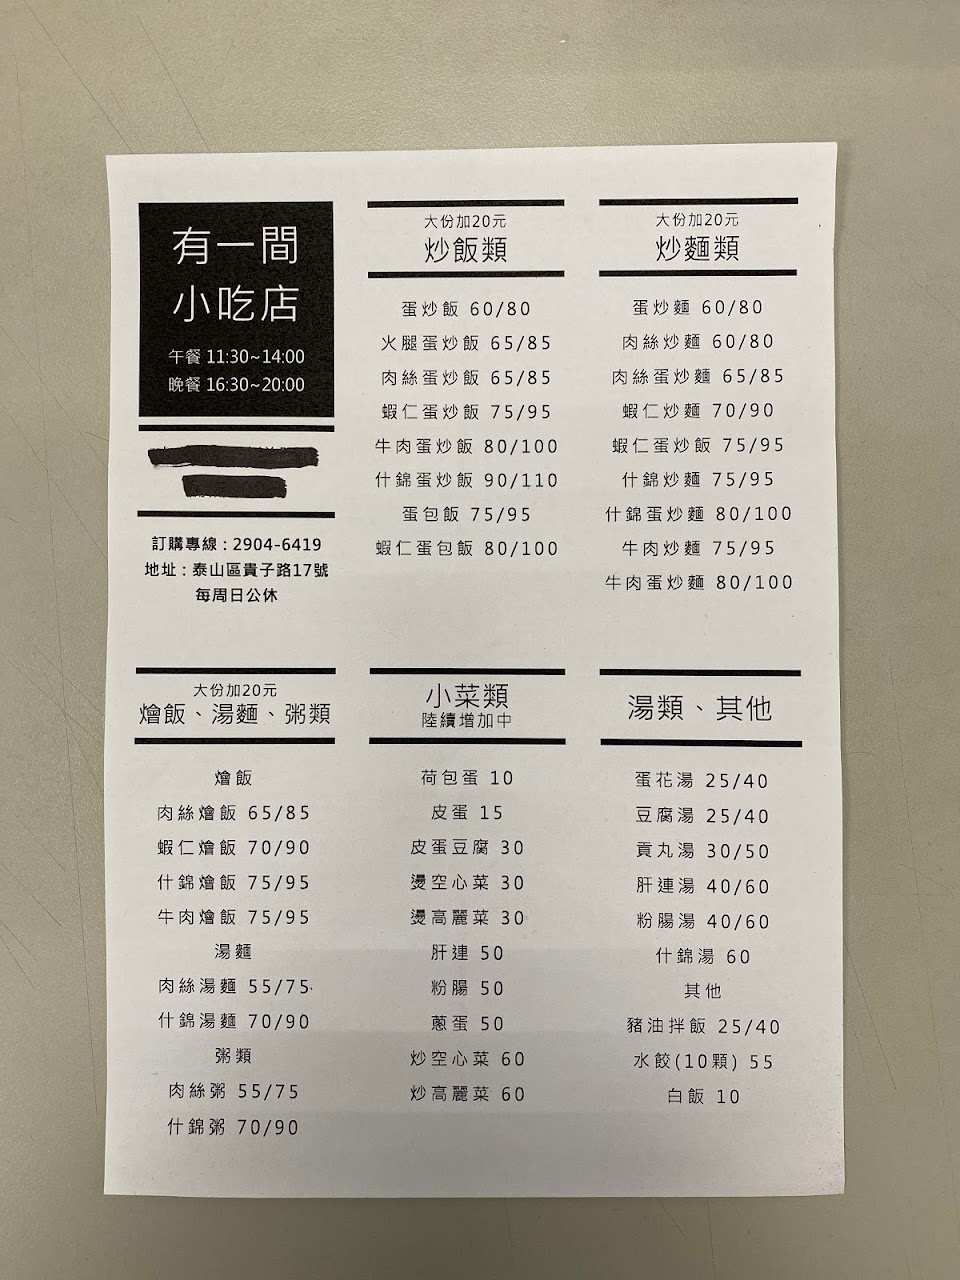 有一間
小吃店
午餐 11:30~14:00
晚餐 16:30~20:00
訂購專線 : 2904-6419
地址 : 泰山區貴子路17號
每周日公休
大份加20元
炒飯類
蛋炒飯 60/80
火腿蛋炒飯 65/85
肉絲蛋炒飯 65/85
蝦仁蛋炒飯 75/95
牛肉蛋炒飯 80/100
什錦蛋炒飯 90/110
蛋包飯 75/95
蝦仁蛋包飯 80/100
大份加20元
炒麵類
蛋炒麵 60/80
肉絲炒麵 60/80
肉絲蛋炒麵 65/85
蝦仁炒麵 70/90
蝦仁蛋炒飯 75/95
什錦炒麵 75/95
什錦蛋炒麵 80/100
牛肉炒麵 75/95
牛肉蛋炒麵 80/100
大份加20元
燴飯、湯麵、粥類
燴飯
肉絲燴飯 65/85
蝦仁燴飯 70/90
什錦燴飯 75/95
牛肉燴飯 75/95
湯麵
肉絲湯麵 55/75
什錦湯麵 70/90
粥類
肉絲粥 55/75
什錦粥 70/90
小菜類
陸續增加中
荷包蛋 10
皮蛋 15
皮蛋豆腐 30
燙空心菜 30
燙高麗菜 30
肝連 50
粉腸 50
蔥蛋 50
炒空心菜 60
炒高麗菜 60
湯類、其他
蛋花湯 25/40
豆腐湯 25/40
貢丸湯 30/50
肝連湯 40/60
粉腸湯 40/60
什錦湯 60
其他
豬油拌飯 25/40
水餃(10顆) 55
白飯 10